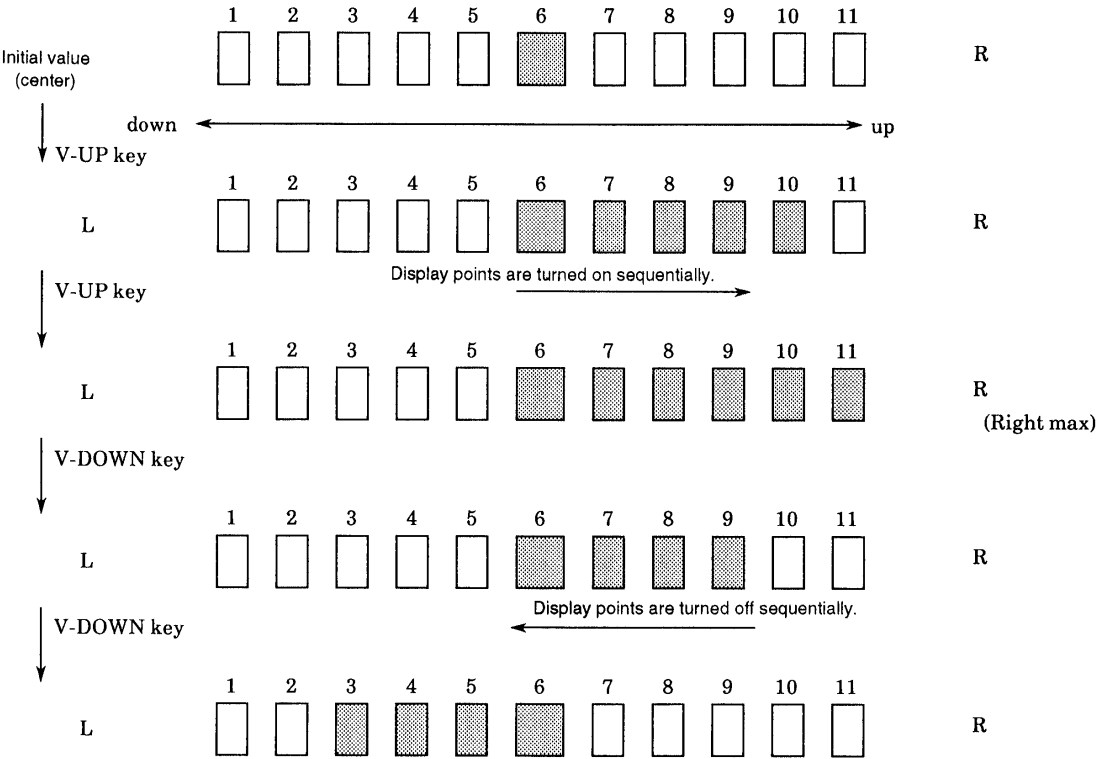 1 2 3 4 5 6 7 8 9 10 11
Initial value
(center)
R
down up
V-UP key
1 2 3 4 5 6 7 8 9 10 11
L R
Display points are turned on sequentially.
V-UP key
1 2 3 4 5 6 7 8 9 10 11
L R
(Right max)
V-DOWN key
1 2 3 4 5 6 7 8 9 10 11
L R
Display points are turned off sequentially.
V-DOWN key
1 2 3 4 5 6 7 8 9 10 11
L R